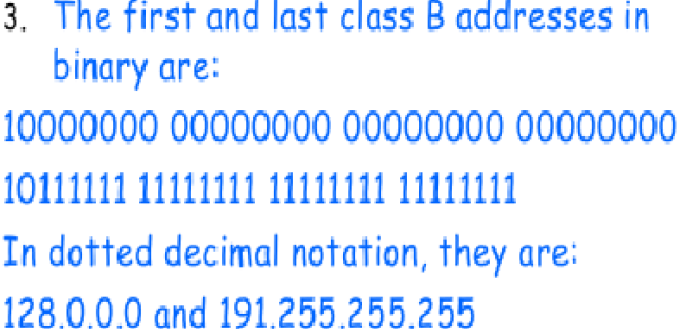 3. The first and last class B addresses in
binary are:
10000000 00000000 00000000 00000000
10111111 11111111 11111111 11111111
In dotted decimal notation, they are:
128.0.0.0 and 191.255.255.255